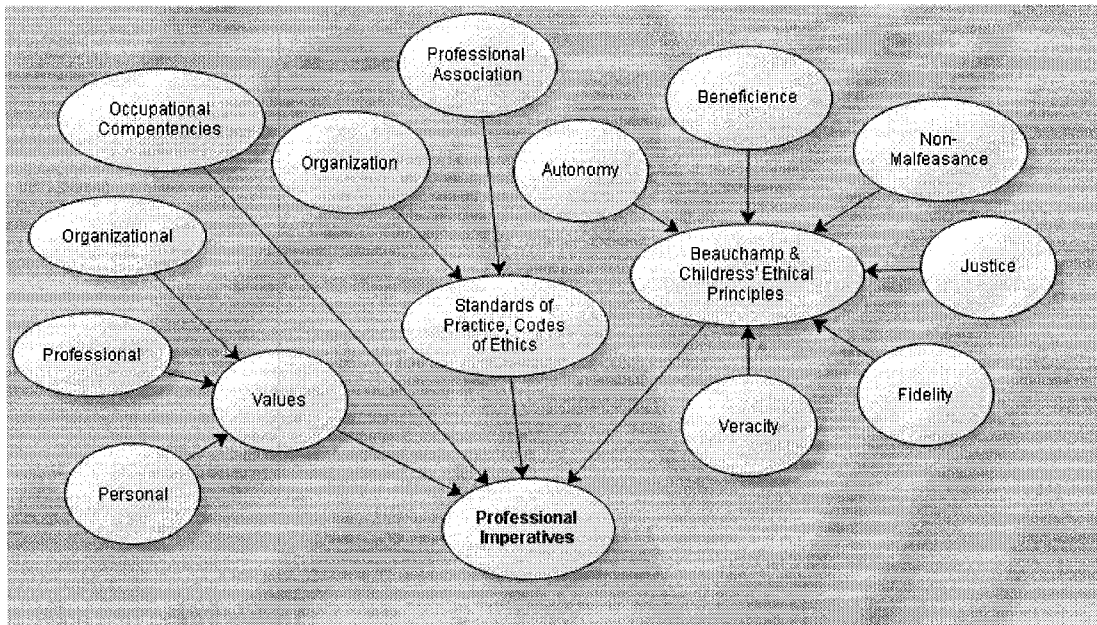 Professional
Association
Occupational
Compentencies
Beneficience
Organization
Autonomy
Non-
Malfeasance
Organizational
Beauchamp &
Childress' Ethical
Principles
Justice
Standards of
Practice, Codes
of Ethics
Professional
Values
Fidelity
Veracity
Personal
Professional
Imperatives